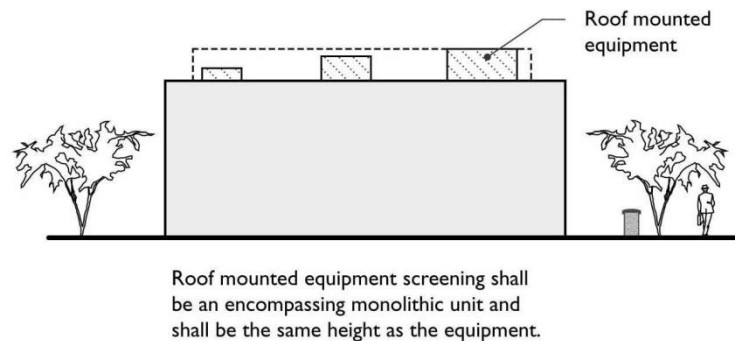 Roof mounted
equipment
Roof mounted equipment screening shall
be an encompassing monolithic unit and
shall be the same height as the equipment.